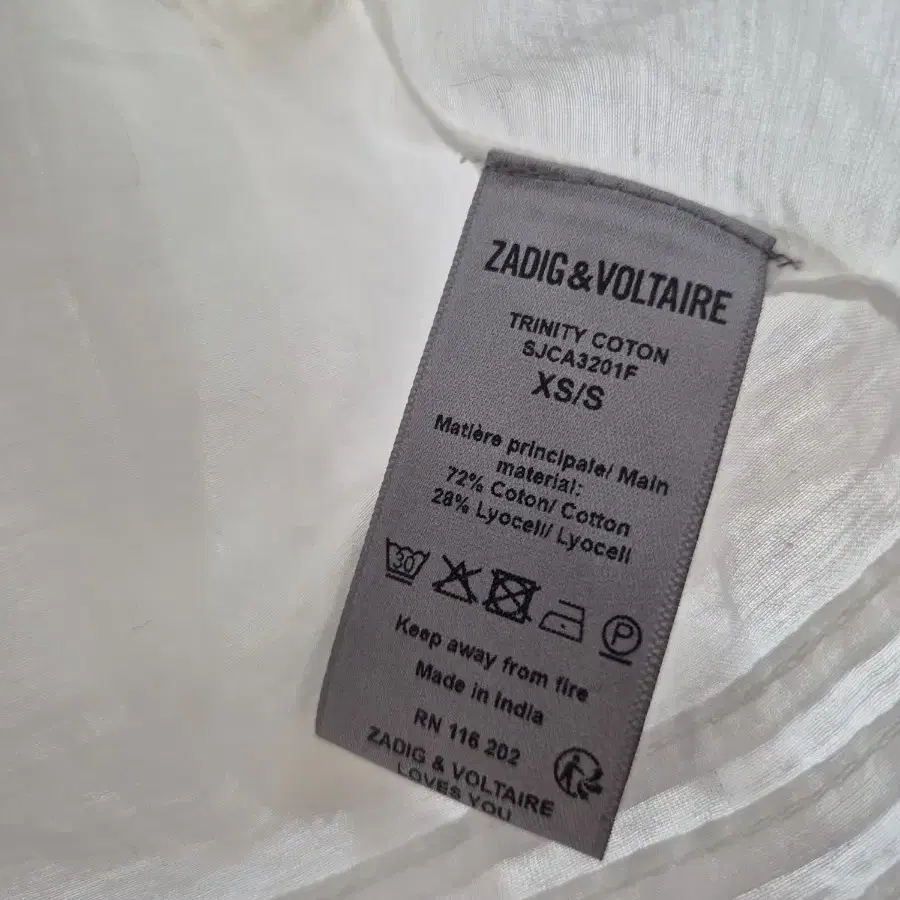 ZADIG&VOLTAIRE
TRINITY COTON
SJCA3201F
XS/S
Matière principale/ Main
material:
72% Coton/ Cotton
28% Lyocell/ Lyocell
30
P
Keep away from fire
Made in India
RN 116 202
ZADIG & VOLTAIRE
LOVES YOU